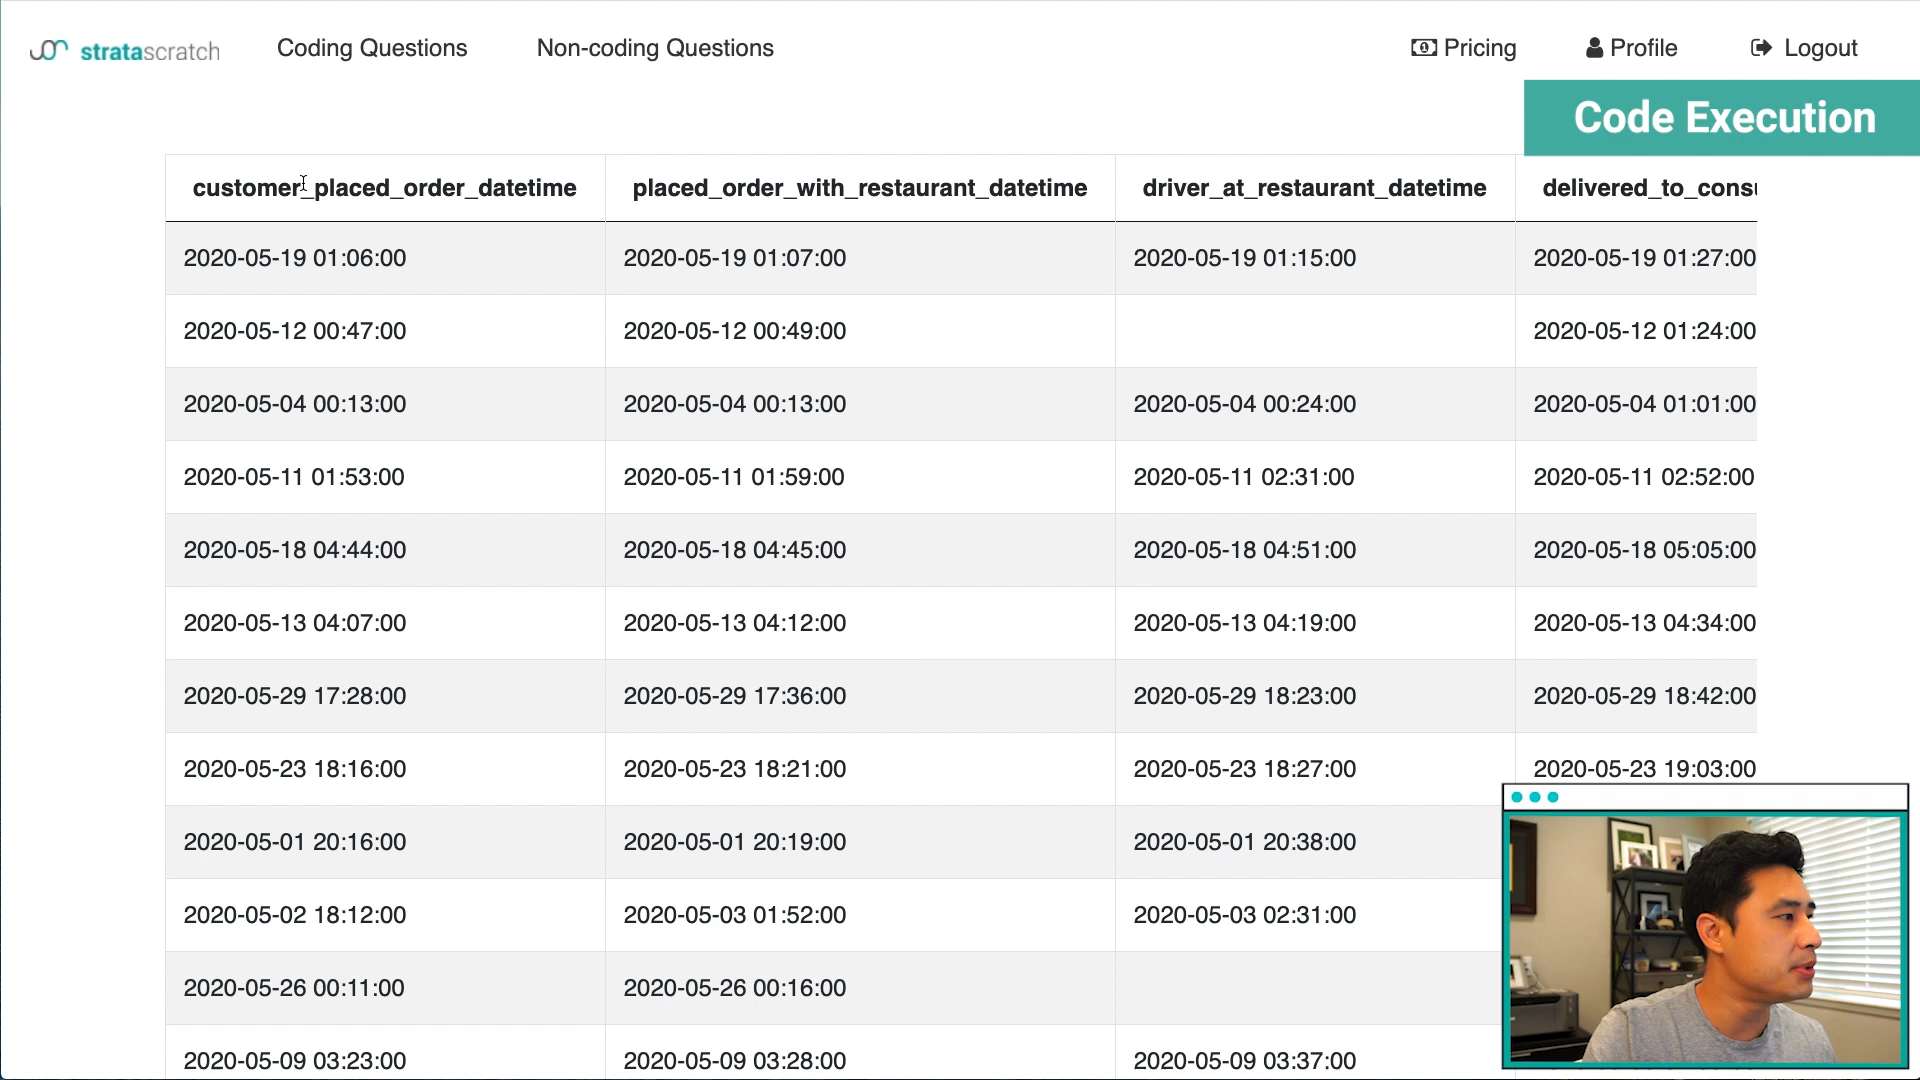 stratascratch Coding Questions Non-coding Questions Pricing Profile Logout
Code Execution
customer_placed_order_datetime placed_order_with_restaurant_datetime driver_at_restaurant_datetime
2020-05-19 01:06:00 2020-05-19 01:07:00 2020-05-19 01:15:00 2020-05-19 01:27:00
2020-05-12 00:47:00 2020-05-12 00:49:00 2020-05-12 01:24:00
2020-05-04 00:13:00 2020-05-04 00:13:00 2020-05-04 00:24:00 2020-05-04 01:01:00
2020-05-11 01:53:00 2020-05-11 01:59:00 2020-05-11 02:31:00 2020-05-11 02:52:00
2020-05-18 04:44:00 2020-05-18 04:45:00 2020-05-18 04:51:00 2020-05-18 05:05:00
2020-05-13 04:07:00 2020-05-13 04:12:00 2020-05-13 04:19:00 2020-05-13 04:34:00
2020-05-29 17:28:00 2020-05-29 17:36:00 2020-05-29 18:23:00 2020-05-29 18:42:00
2020-05-23 18:16:00 2020-05-23 18:21:00 2020-05-23 18:27:00 2020-05-23 19:03:00
2020-05-01 20:16:00 2020-05-01 20:19:00 2020-05-01 20:38:00
2020-05-02 18:12:00 2020-05-03 01:52:00 2020-05-03 02:31:00
2020-05-26 00:11:00 2020-05-26 00:16:00
2020-05-09 03:23:00 2020-05-09 03:28:00 2020-05-09 03:37:00